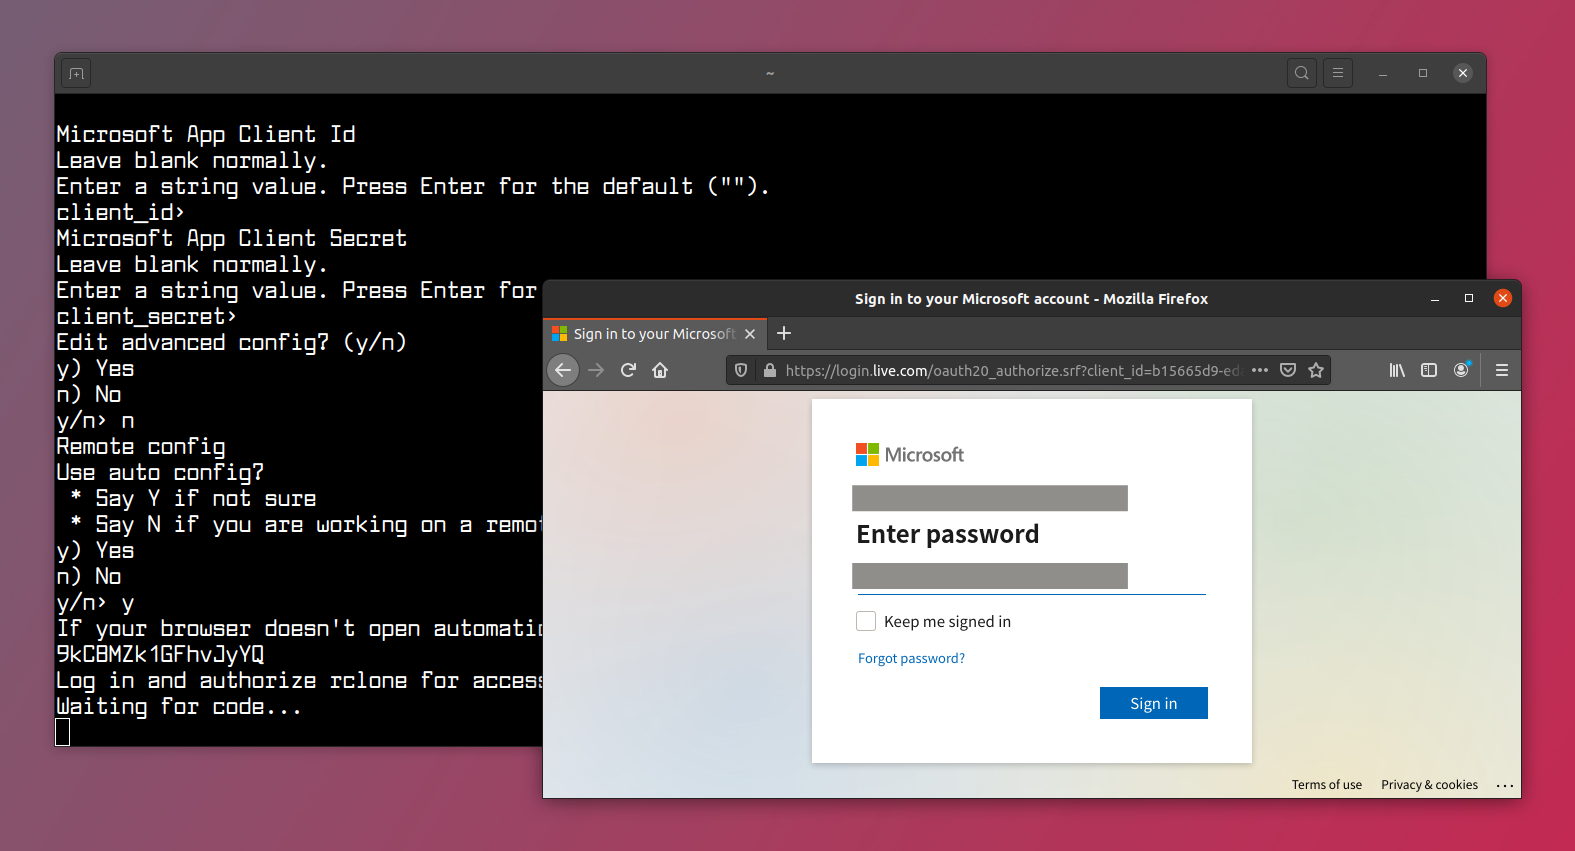 ~
Microsoft App Client Id
Leave blank normally.
Enter a string value. Press Enter for the default ("").
client_id>
Microsoft App Client Secret
Leave blank normally.
Enter a string value. Press Enter for
client_secret>
Edit advanced config? (y/n)
y) Yes
n) No
y/n> n
Remote config
Use auto config?
* Say Y if not sure
* Say N if you are working on a remot
y) Yes
n) No
y/n> y
If your browser doesn't open automatic
9kC8MZk1GFhvJyYQ
Log in and authorize rclone for access
Waiting for code...
Sign in to your Microsoft account - Mozilla Firefox
Sign in to your Microsoft
https://login.live.com/oauth20_authorize.srf?client_id=b15665d9-ed
Microsoft
Enter password
Keep me signed in
Forgot password?
Sign in
Terms of use Privacy & cookies ...